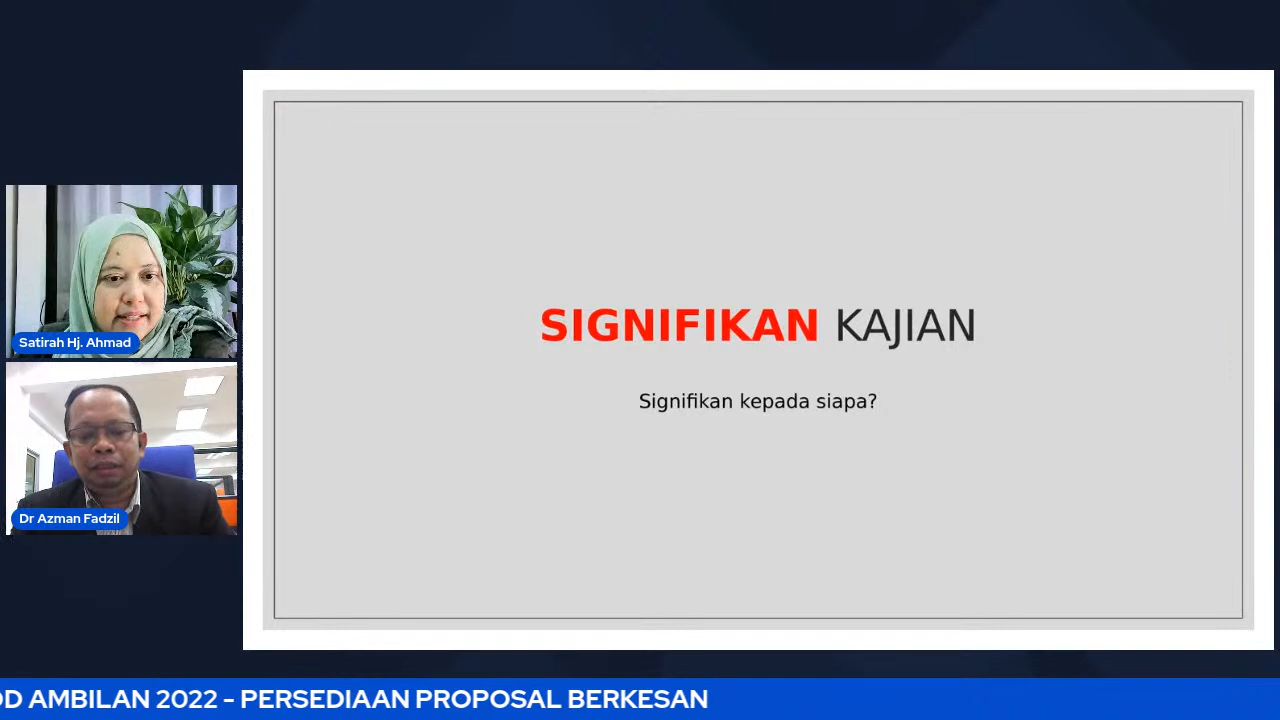 SIGNIFIKAN KAJIAN
Signifikan kepada siapa?
Satirah Hj. Ahmad
Dr Azman Fadzil
AMBILAN 2022 - PERSEDIAAN PROPOSAL BERKESAN